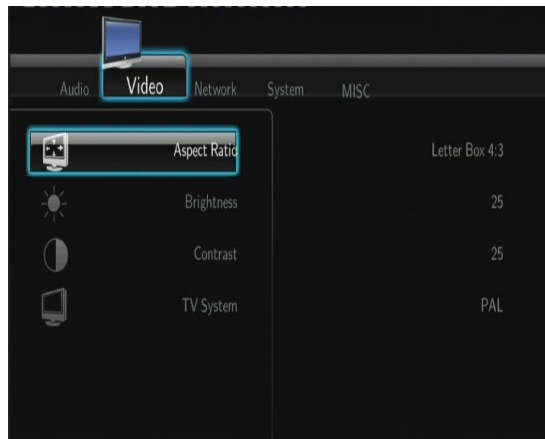 Audio Video Network System MISC
Aspect Ratio Letter Box 4:3
Brightness 25
Contrast 25
TV System PAL